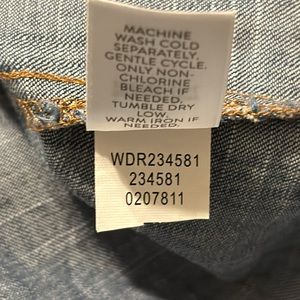 MACHINE
WASH COLD
SEPARATELY,
GENTLE CYCLE.
ONLY NON-
CHLORINE
BLEACH IF
NEEDED.
TUMBLE DRY
LOW.
WARM IRON IF
NEEDED.
WDR234581
234581
0207811